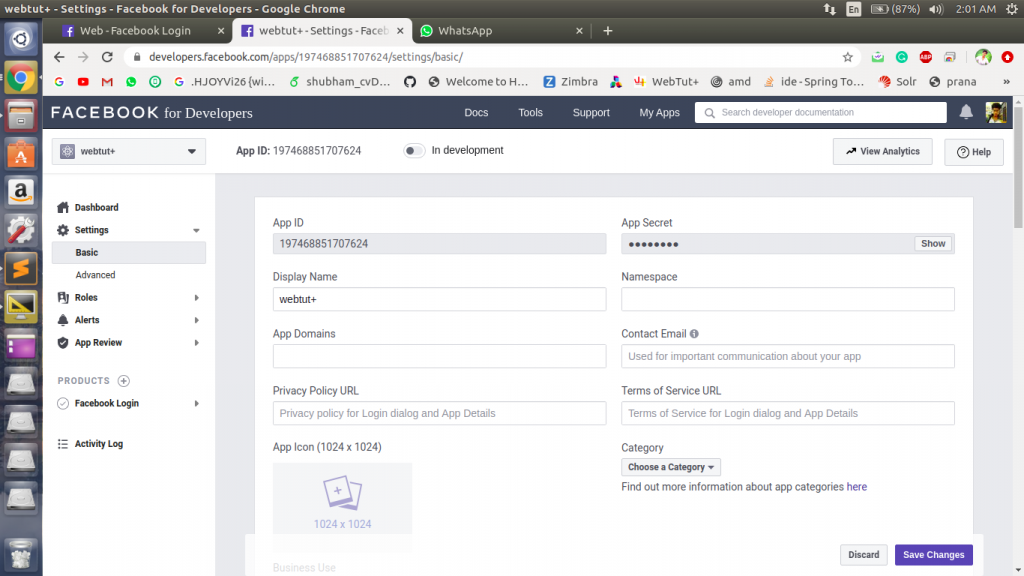 webtut+ - Settings - Facebook for Developers - Google Chrome
En
(87%)
2:01 AM
Web - Facebook Login
webtut+ - Settings - Faceb
WhatsApp
developers.facebook.com/apps/197468851707624/settings/basic/
ABP
.HJOYVi26 {wi...
shubham_cvD...
Welcome to H...
Zimbra
WebTut+
amd
ide - Spring To...
Solr
prana
»
FACEBOOK for Developers
Docs
Tools
Support
My Apps
Search developer documentation
webtut+
App ID: 197468851707624
In development
View Analytics
Help
Dashboard
Settings
Basic
Advanced
Roles
Alerts
App Review
PRODUCTS
Facebook Login
Activity Log
App ID
197468851707624
App Secret
●●●●●●●●
Show
Display Name
webtut+
Namespace
App Domains
Contact Email
Used for important communication about your app
Privacy Policy URL
Privacy policy for Login dialog and App Details
Terms of Service URL
Terms of Service for Login dialog and App Details
App Icon (1024 x 1024)
1024 x 1024
Category
Choose a Category
Find out more information about app categories here
Discard
Save Changes
Business Use